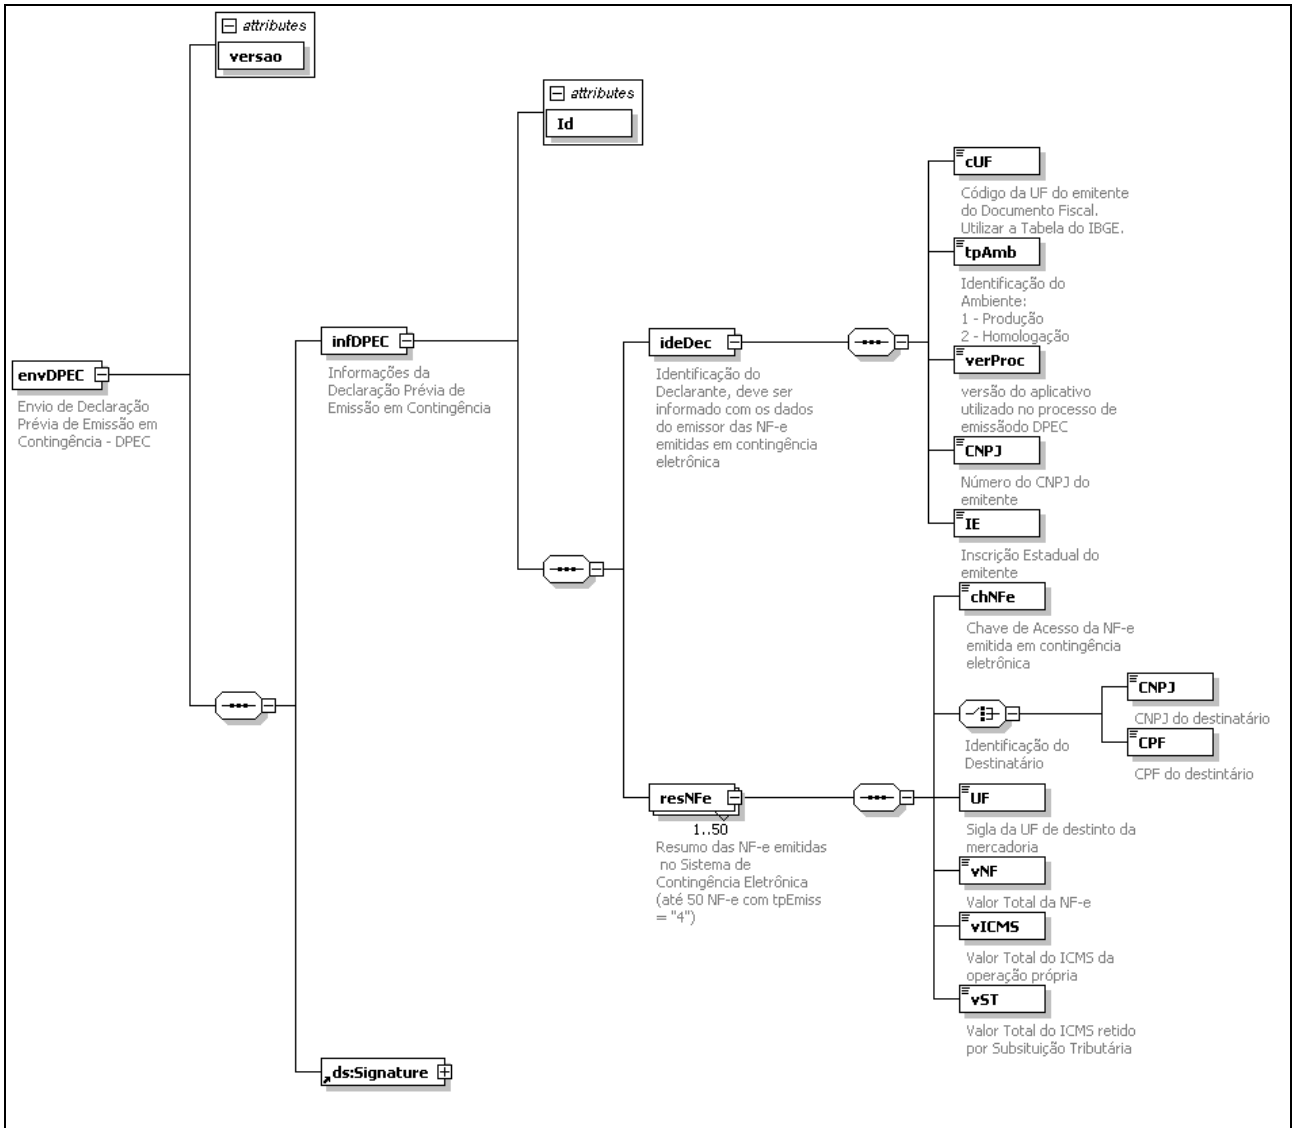 attributes
versao
attributes
Id
envDPEC
Envio de Declaração
Prévia de Emissão em
Contingência - DPEC
infDPEC
Informações da
Declaração Prévia de
Emissão em Contingência
ideDec
Identificação do
Declarante, deve ser
informado com os dados
do emissor das NF-e
emitidas em contingência
eletrônica
cUF
Código da UF do emitente
do Documento Fiscal.
Utilizar a Tabela do IBGE.
tpAmb
Identificação do
Ambiente:
1 - Produção
2 - Homologação
verProc
versão do aplicativo
utilizado no processo de
emissãodo DPEC
CNPJ
Número do CNPJ do
emitente
IE
Inscrição Estadual do
emitente
resNFe
1..50
Resumo das NF-e emitidas
no Sistema de
Contingência Eletrônica
(até 50 NF-e com tpEmiss
= "4")
chNFe
Chave de Acesso da NF-e
emitida em contingência
eletrônica
Identificação do
Destinatário
CNPJ
CNPJ do destinatário
CPF
CPF do destintário
UF
Sigla da UF de destinto da
mercadoria
vNF
Valor Total da NF-e
vICMS
Valor Total do ICMS da
operação própria
vST
Valor Total do ICMS retido
por Subsituição Tributária
ds:Signature